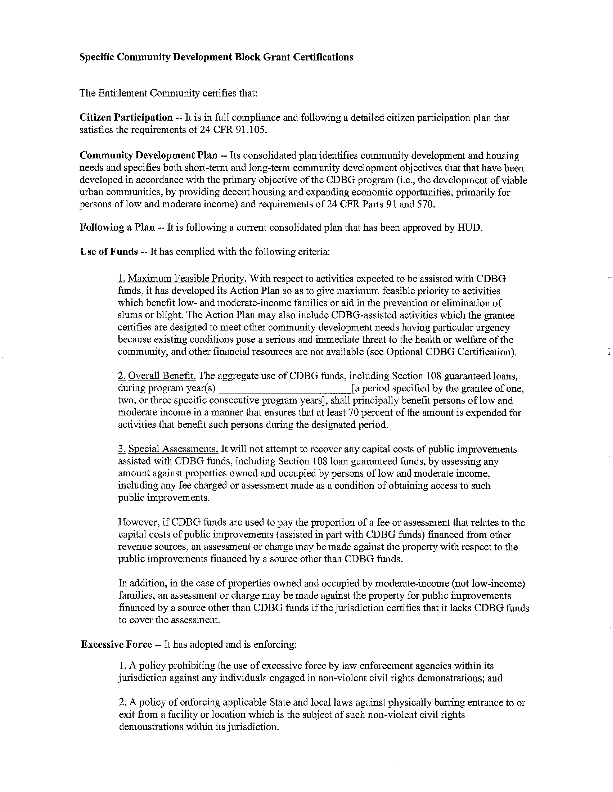 Specific Community Development Block Grant Certifications
The Entitlement Community certifies that:
Citizen Participation -- It is in full compliance and following a detailed citizen participation plan that
satisfies the requirements of 24 CFR 91.105.
Community Development Plan -- Its consolidated plan identifies community development and housing
needs and specifies both short-term and long-term community development objectives that that have been
developed in accordance with the primary objective of the CDBG program (i.e., the development of viable
urban communities, by providing decent housing and expanding economic opportunities, primarily for
persons of low and moderate income) and requirements of 24 CFR Parts 91 and 570.
Following a Plan -- It is following a current consolidated plan that has been approved by HUD.
Use of Funds -- It has complied with the following criteria:
1. Maximum Feasible Priority. With respect to activities expected to be assisted with CDBG
funds, it has developed its Action Plan so as to give maximum feasible priority to activities
which benefit low- and moderate-income families or aid in the prevention or elimination of
slums or blight. The Action Plan may also include CDBG-assisted activities which the grantee
certifies are designed to meet other community development needs having particular urgency
because existing conditions pose a serious and immediate threat to the health or welfare of the
community, and other financial resources are not available (see Optional CDBG Certification).
2. Overall Benefit. The aggregate use of CDBG funds, including Section 108 guaranteed loans,
during program year(s) ______________________ [a period specified by the grantee of one,
two, or three specific consecutive program years], shall principally benefit persons of low and
moderate income in a manner that ensures that at least 70 percent of the amount is expended for
activities that benefit such persons during the designated period.
3. Special Assessments. It will not attempt to recover any capital costs of public improvements
assisted with CDBG funds, including Section 108 loan guaranteed funds, by assessing any
amount against properties owned and occupied by persons of low and moderate income,
including any fee charged or assessment made as a condition of obtaining access to such
public improvements.
However, if CDBG funds are used to pay the proportion of a fee or assessment that relates to the
capital costs of public improvements (assisted in part with CDBG funds) financed from other
revenue sources, an assessment or charge may be made against the property with respect to the
public improvements financed by a source other than CDBG funds.
In addition, in the case of properties owned and occupied by moderate-income (not low-income)
families, an assessment or charge may be made against the property for public improvements
financed by a source other than CDBG funds if the jurisdiction certifies that it lacks CDBG funds
to cover the assessment.
Excessive Force -- It has adopted and is enforcing:
1. A policy prohibiting the use of excessive force by law enforcement agencies within its
jurisdiction against any individuals engaged in non-violent civil rights demonstrations; and
2. A policy of enforcing applicable State and local laws against physically barring entrance to or
exit from a facility or location which is the subject of such non-violent civil rights
demonstrations within its jurisdiction.